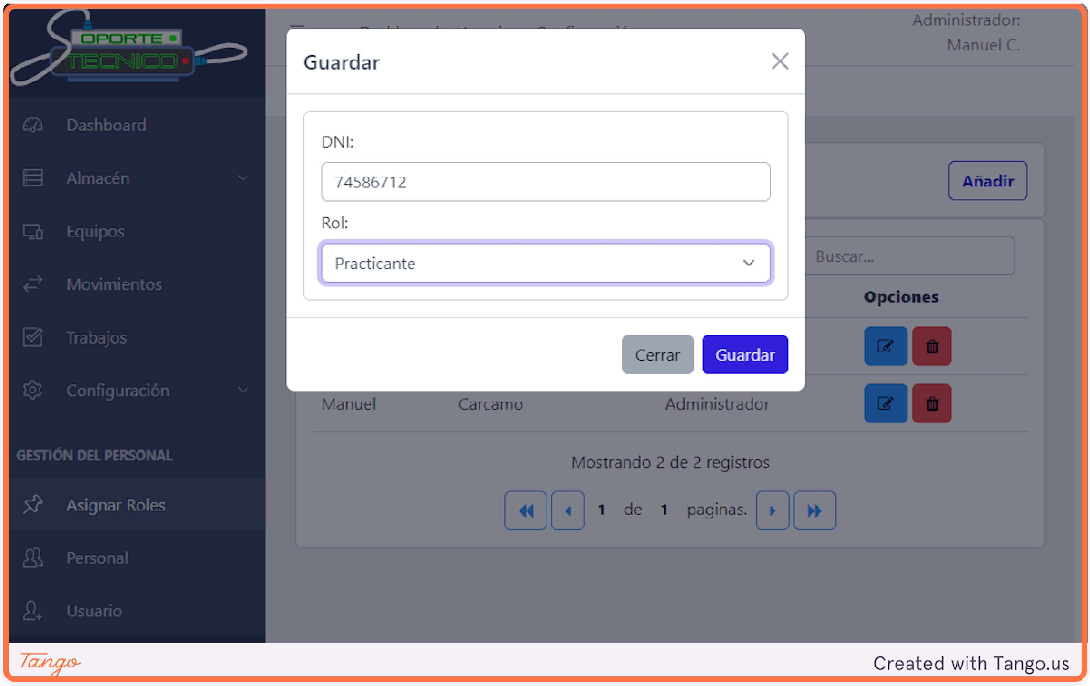 OPORTE
TECNICO
Administrador:
Manuel C.
Guardar
DNI:
74586712
Rol:
Practicante
Cerrar
Guardar
Dashboard
Almacén
Equipos
Movimientos
Trabajos
Configuración
GESTIÓN DEL PERSONAL
Asignar Roles
Personal
Usuario
Añadir
Buscar...
Opciones
Manuel Carcamo Administrador
Mostrando 2 de 2 registros
1 de 1 paginas.
Tango
Created with Tango.us